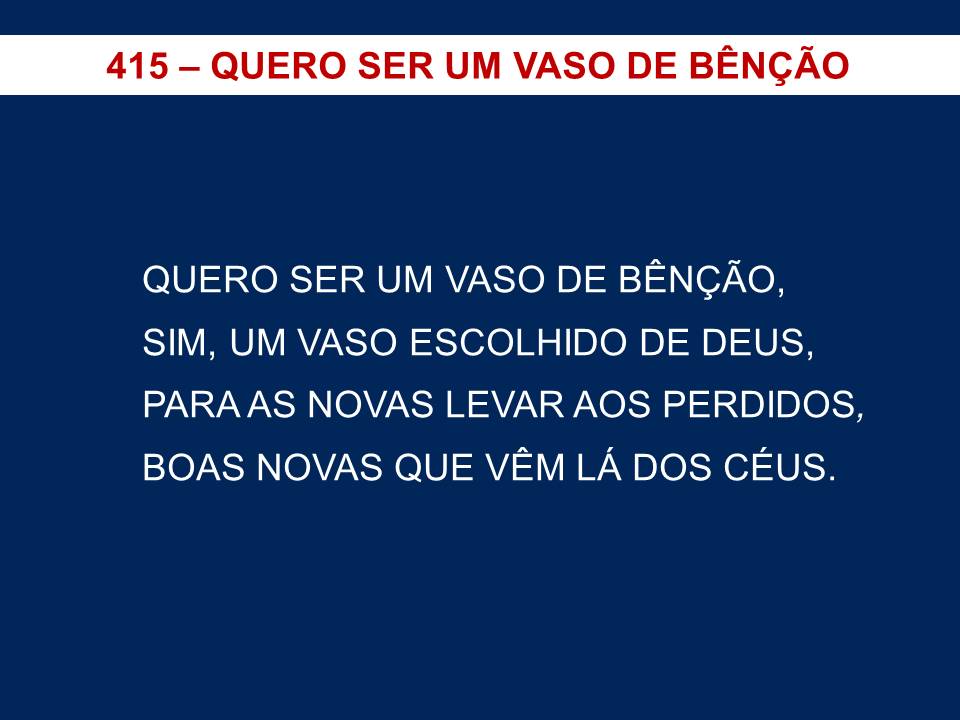 415 – QUERO SER UM VASO DE BÊNÇÃO
QUERO SER UM VASO DE BÊNÇÃO,
SIM, UM VASO ESCOLHIDO DE DEUS,
PARA AS NOVAS LEVAR AOS PERDIDOS,
BOAS NOVAS QUE VÊM LÁ DOS CÉUS.